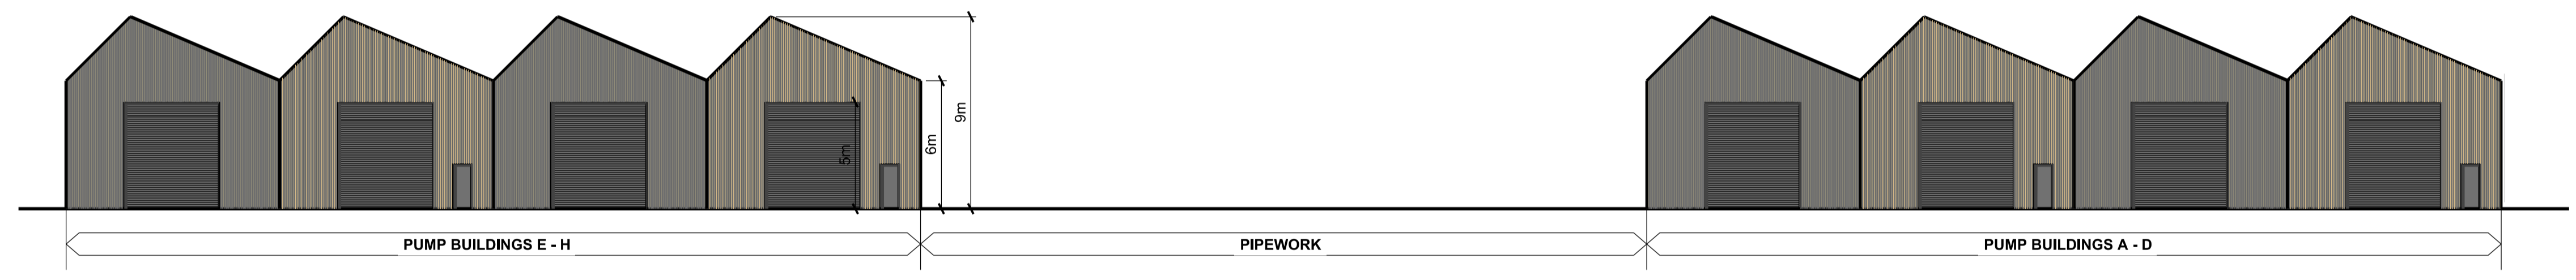 9m
6m
5m
PUMP BUILDINGS E - H
PIPEWORK
PUMP BUILDINGS A - D